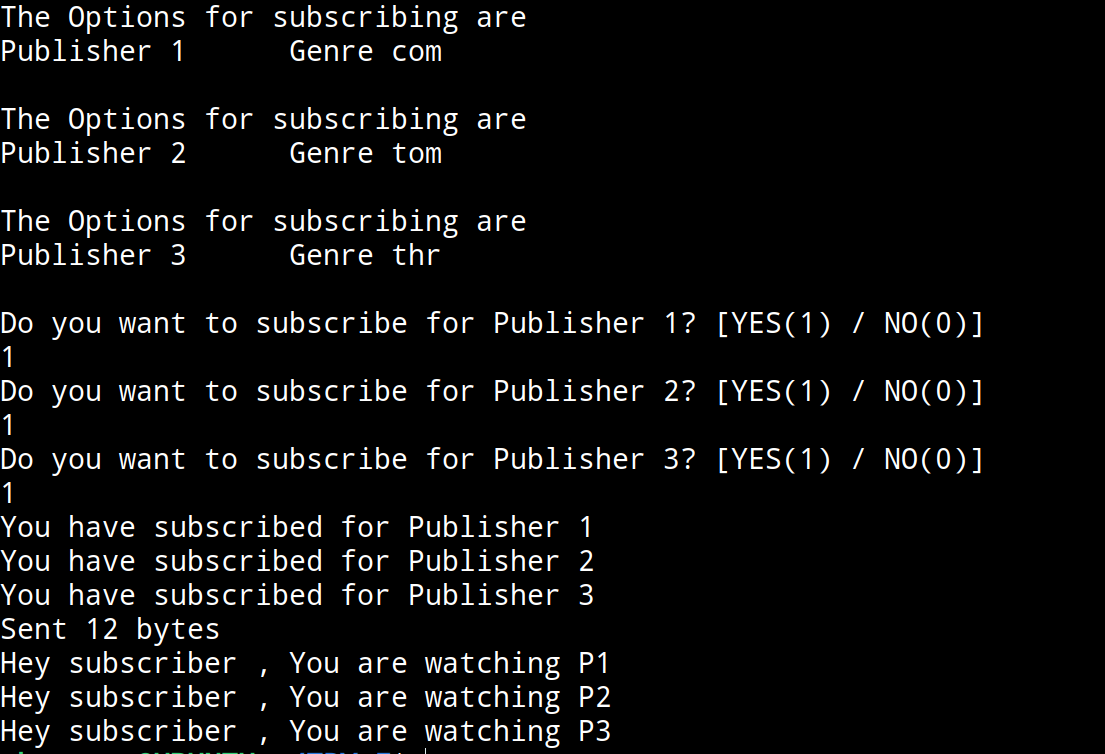 The Options for subscribing are
Publisher 1      Genre com
The Options for subscribing are
Publisher 2      Genre tom
The Options for subscribing are
Publisher 3      Genre thr
Do you want to subscribe for Publisher 1? [YES(1) / NO(0)]
1
Do you want to subscribe for Publisher 2? [YES(1) / NO(0)]
1
Do you want to subscribe for Publisher 3? [YES(1) / NO(0)]
1
You have subscribed for Publisher 1
You have subscribed for Publisher 2
You have subscribed for Publisher 3
Sent 12 bytes
Hey subscriber , You are watching P1
Hey subscriber , You are watching P2
Hey subscriber , You are watching P3